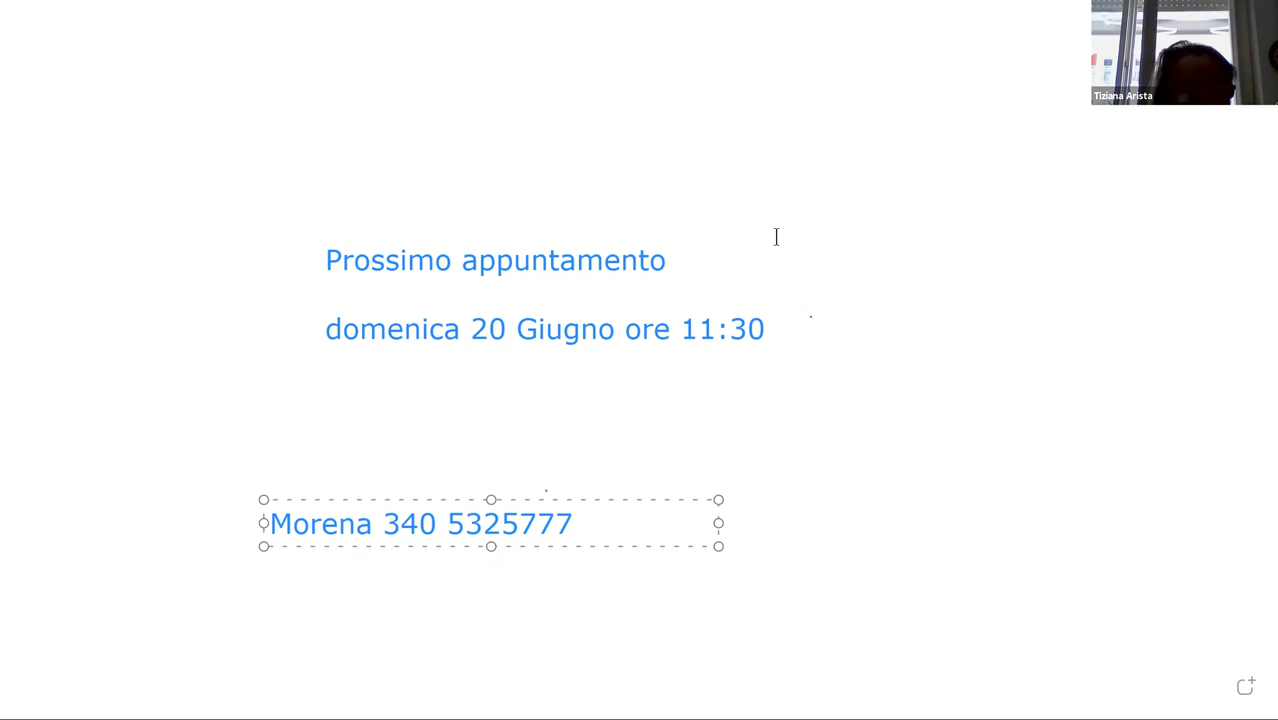 Tiziana Arista
Prossimo appuntamento
domenica 20 Giugno ore 11:30
Morena 340 5325777